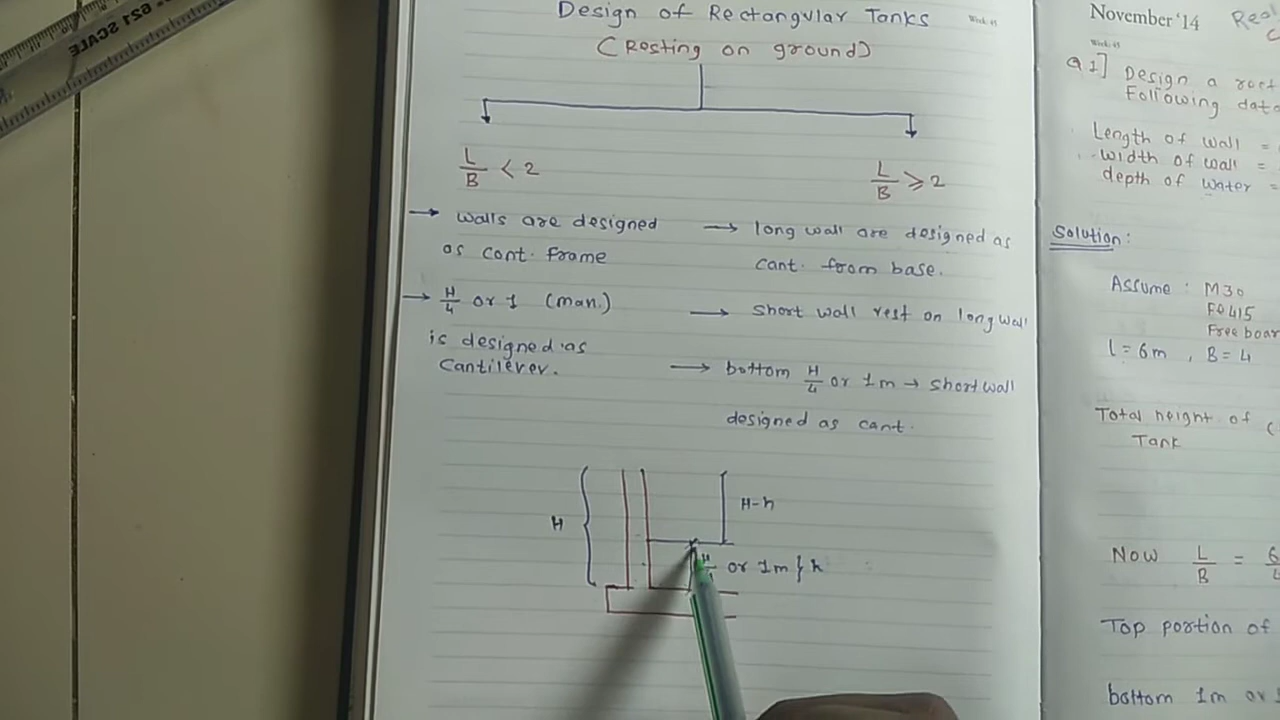 Design of Rectangular Tanks
(Resting on ground)
L/B < 2
→ walls are designed
as cont. Frame
→ H/4 or 1 (man.)
is designed as
Cantilever.
L/B ⩾ 2
→ long wall are designed as
cant. from base.
→ short wall rest on long wall
→ bottom H/4 or 1m → short wall
designed as cant.
H
H-h
or 1m } h
November '14
Q1]
Design a
Following data
Length of wall =
width of wall =
depth of water =
Solution:
Assume : M30
Fe415
Free boar
l = 6m , B = 4
Total height of
Tank
Now L/B = 6/4
Top portion of
bottom 1m or
SCALE